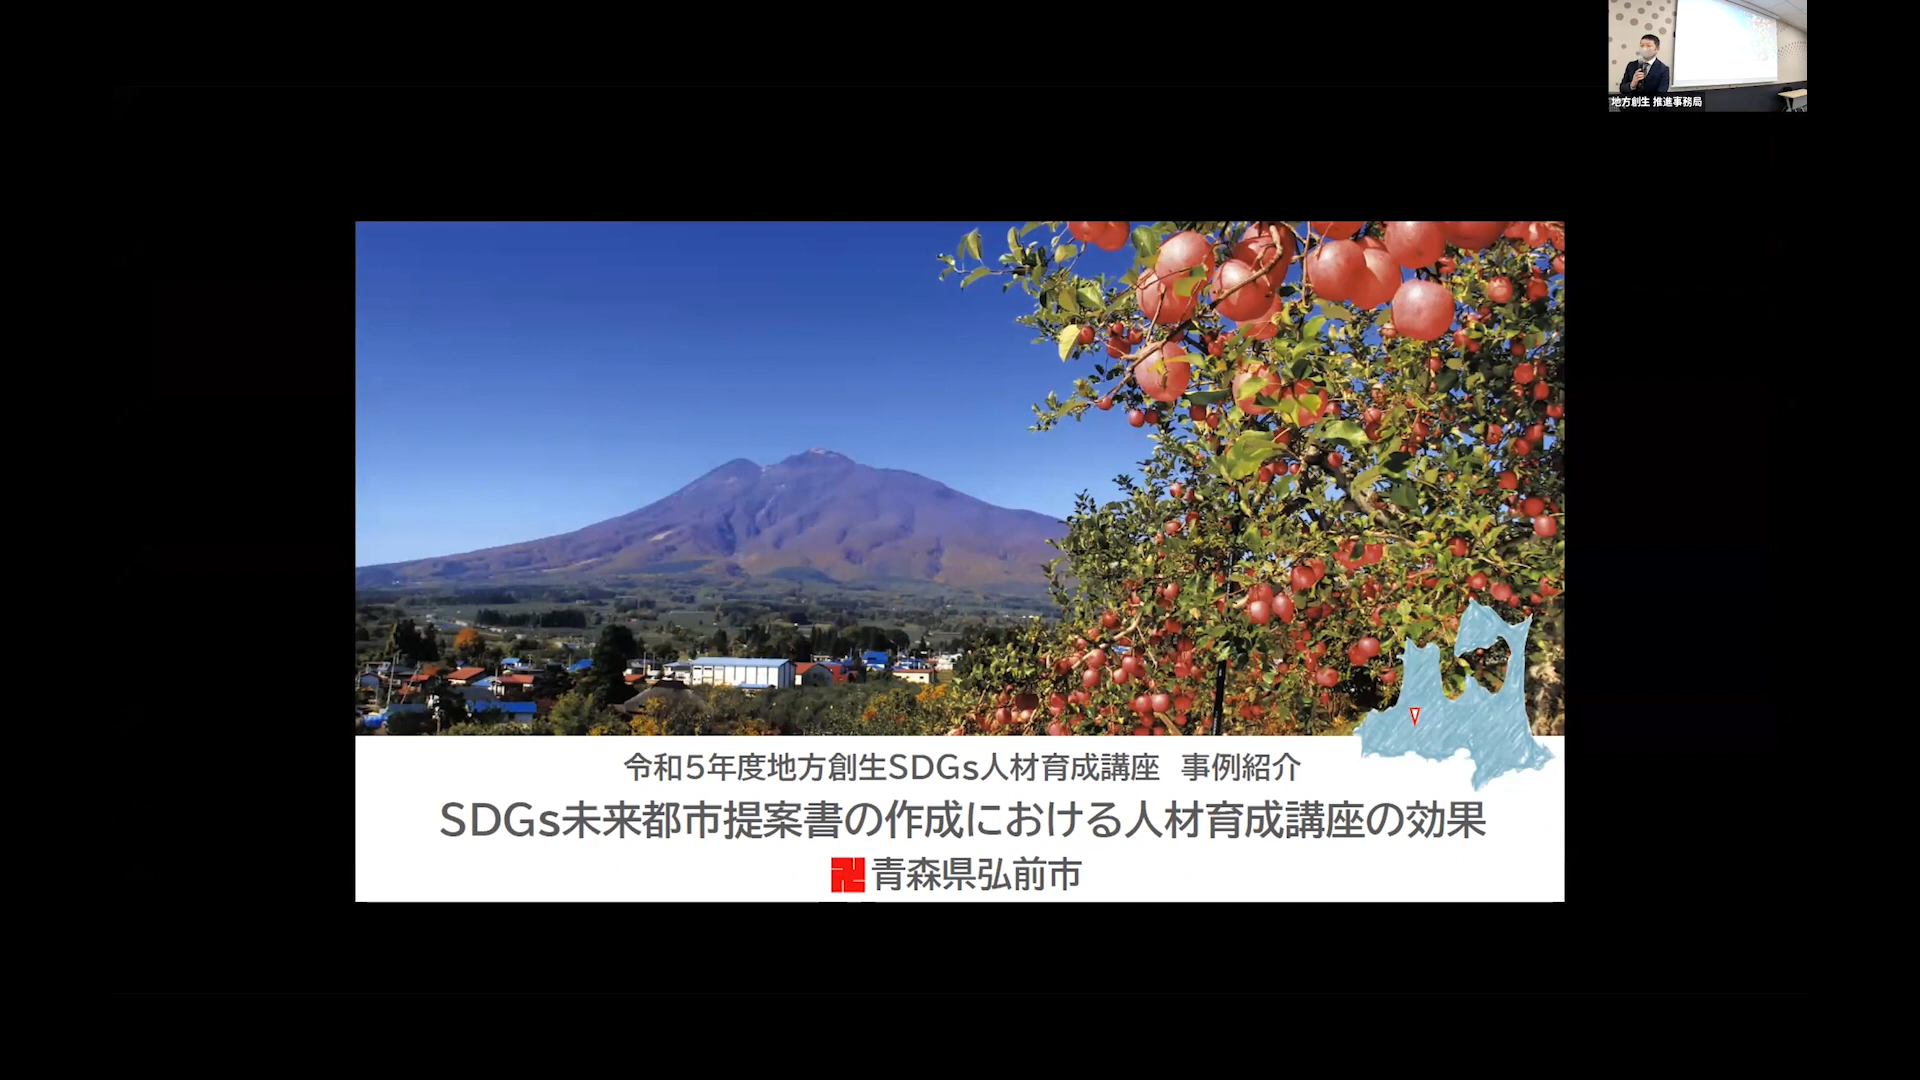 地方創生 推進事務局
令和5年度地方創生SDGs人材育成講座　事例紹介
SDGs未来都市提案書の作成における人材育成講座の効果
青森県弘前市